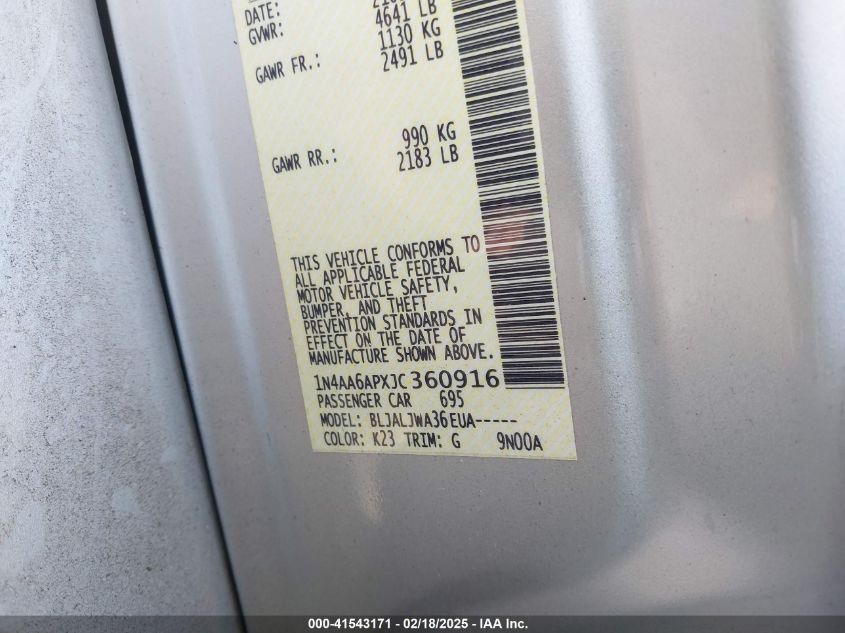 DATE:
GVWR: 4641 LB
1130 KG
GAWR FR.: 2491 LB
990 KG
GAWR RR.: 2183 LB
THIS VEHICLE CONFORMS TO
ALL APPLICABLE FEDERAL
MOTOR VEHICLE SAFETY,
BUMPER, AND THEFT
PREVENTION STANDARDS IN
EFFECT ON THE DATE OF
MANUFACTURE SHOWN ABOVE.
1N4AA6APXJC360916
PASSENGER CAR 695
MODEL: BLJALJWA36EUA-----
COLOR: K23 TRIM: G 9N00A
000-41543171 - 02/18/2025 - IAA Inc.